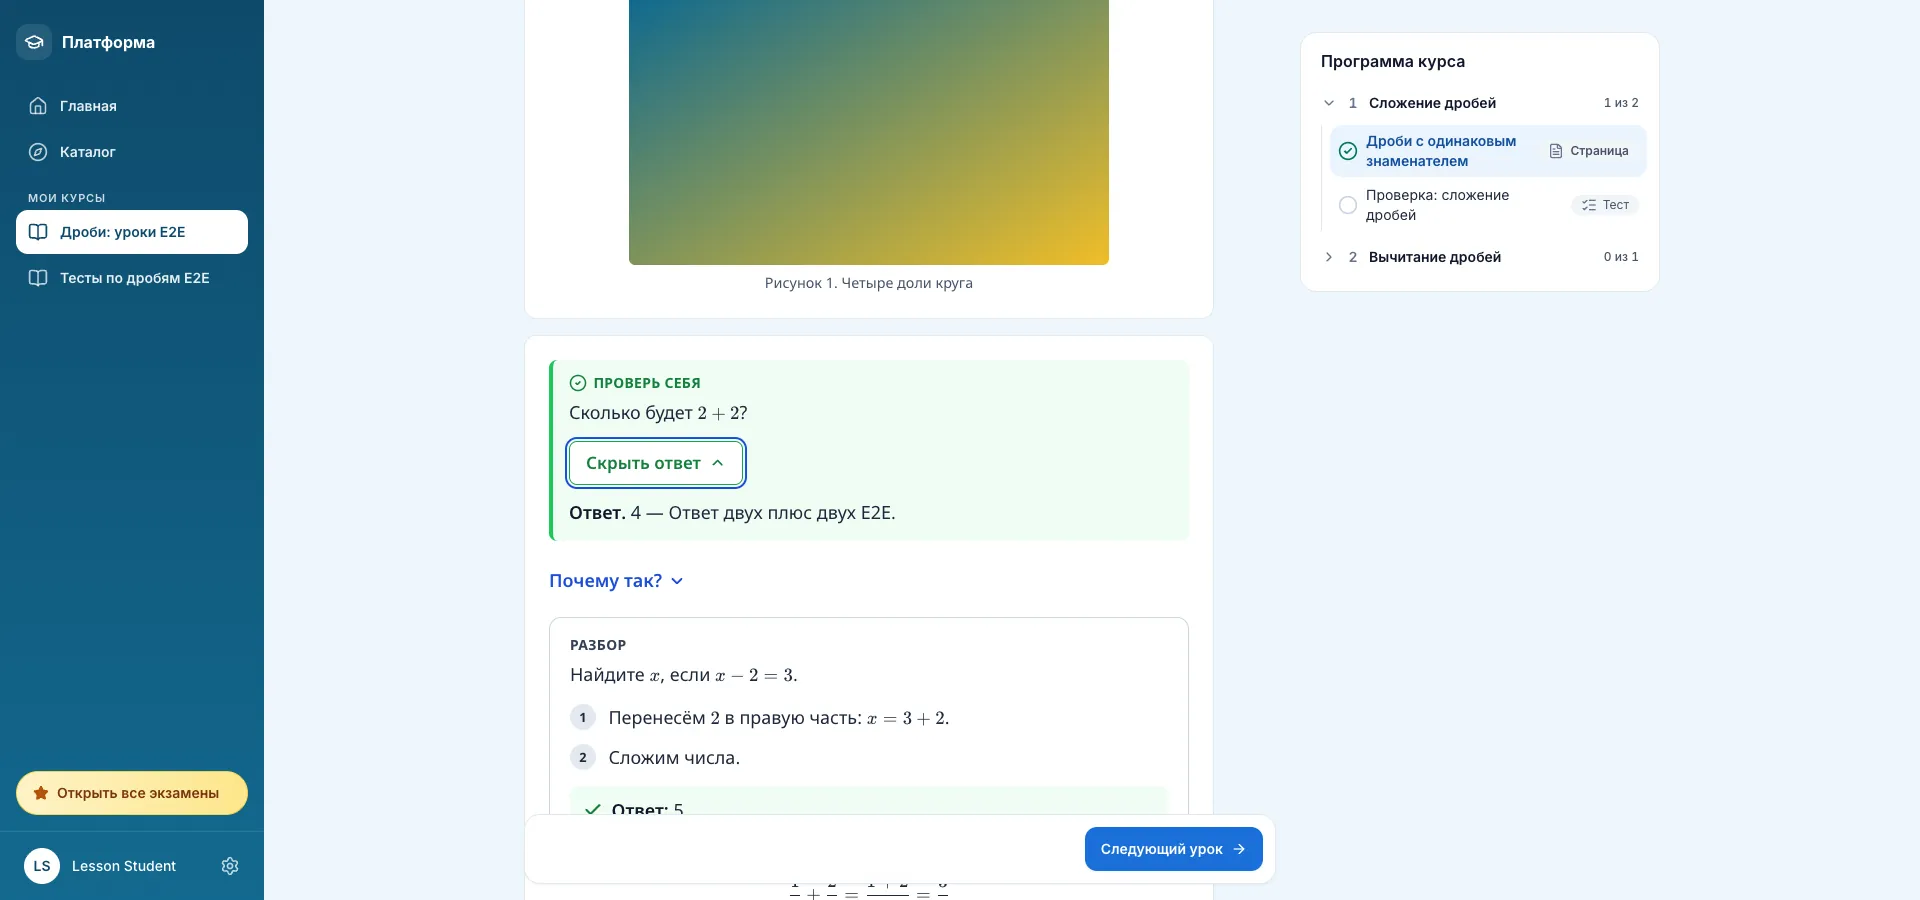 Платформа
Главная
Каталог
МОИ КУРСЫ
Дроби: уроки E2E
Тесты по дробям E2E
Открыть все экзамены
LS Lesson Student
Рисунок 1. Четыре доли круга
ПРОВЕРЬ СЕБЯ
Сколько будет 2 + 2?
Скрыть ответ
Ответ. 4 — Ответ двух плюс двух E2E.
Почему так?
РАЗБОР
Найдите x, если x − 2 = 3.
1 Перенесём 2 в правую часть: x = 3 + 2.
2 Сложим числа.
Ответ: 5
Следующий урок
Программа курса
1 Сложение дробей 1 из 2
Дроби с одинаковым
знаменателем
Страница
Проверка: сложение
дробей
Тест
2 Вычитание дробей 0 из 1